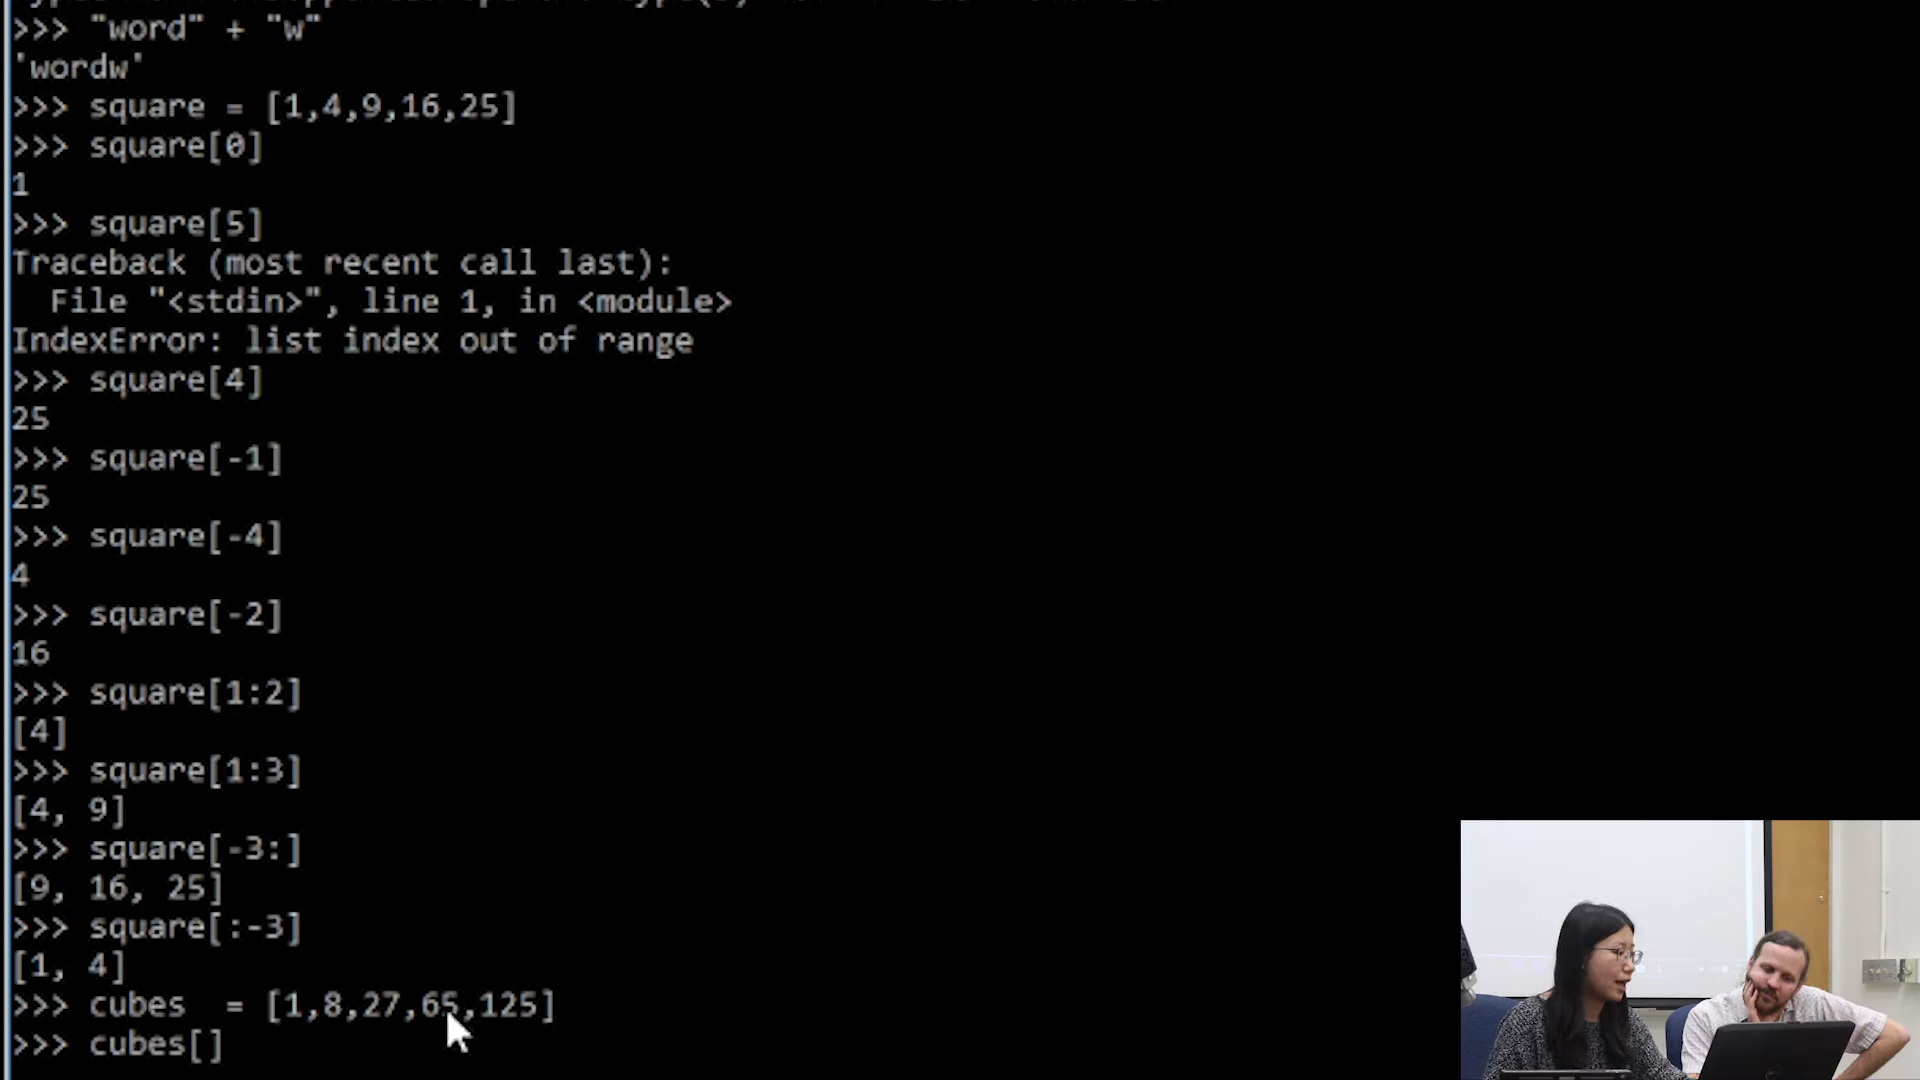 >>> "word" + "w"
'wordw'
>>> square = [1,4,9,16,25]
>>> square[0]
1
>>> square[5]
Traceback (most recent call last):
  File "<stdin>", line 1, in <module>
IndexError: list index out of range
>>> square[4]
25
>>> square[-1]
25
>>> square[-4]
4
>>> square[-2]
16
>>> square[1:2]
[4]
>>> square[1:3]
[4, 9]
>>> square[-3:]
[9, 16, 25]
>>> square[:-3]
[1, 4]
>>> cubes  = [1,8,27,65,125]
>>> cubes[]